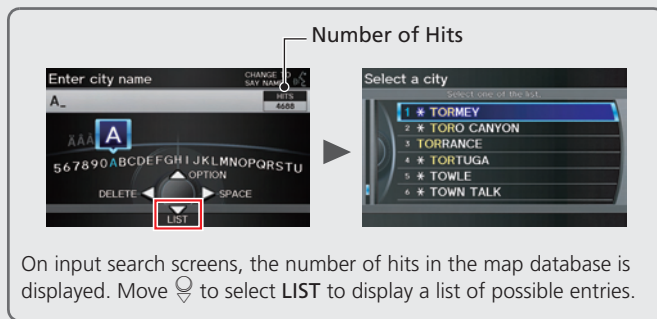 Number of Hits
Enter city name
CHANGE TO
SAY NAME
A_
HITS
4688
ÄÃÂ
A
567890ABCDEFGHIJKLMNOPQRSTU
OPTION
DELETE
SPACE
LIST
Select a city
Select one of the list.
1 * TORMEY
2 * TORO CANYON
3 TORRANCE
4 * TORTUGA
5 * TOWLE
6 * TOWN TALK
On input search screens, the number of hits in the map database is
displayed. Move to select LIST to display a list of possible entries.